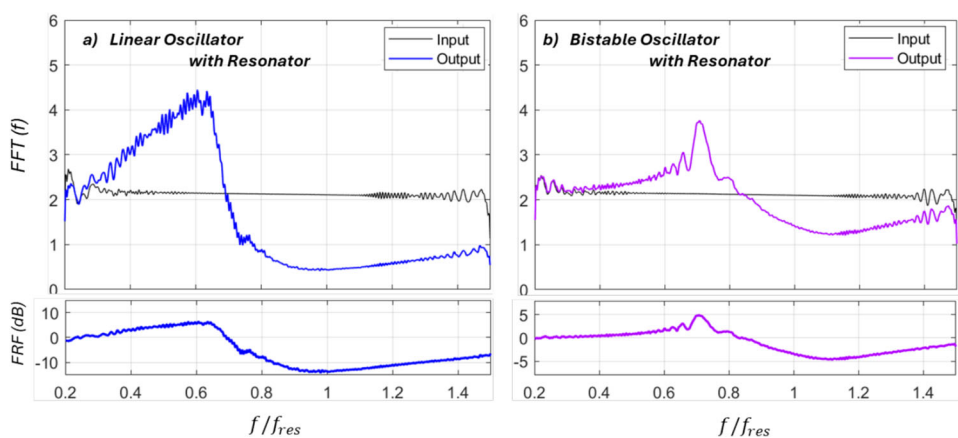 a) Linear Oscillator
with Resonator
Input
Output
FFT (f)
6
5
4
3
2
1
0
FRF (dB)
10
0
-10
0.2 0.4 0.6 0.8 1 1.2 1.4
f/f_res
b) Bistable Oscillator
with Resonator
Input
Output
6
5
4
3
2
1
0
5
0
-5
0.2 0.4 0.6 0.8 1 1.2 1.4
f/f_res